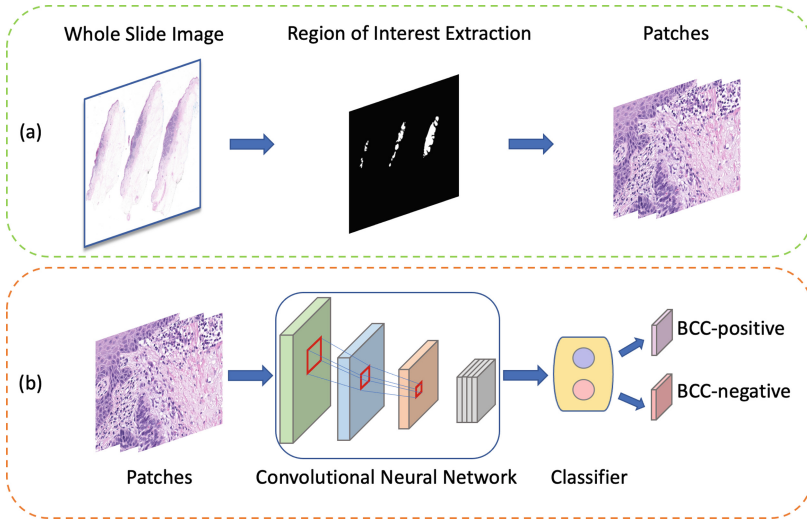 Whole Slide Image
Region of Interest Extraction
Patches
(a)
(b)
BCC-positive
BCC-negative
Patches
Convolutional Neural Network
Classifier